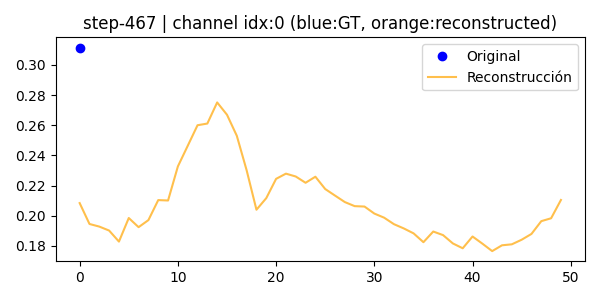 step-467 | channel idx:0 (blue:GT, orange:reconstructed)
Original
Reconstrucción
0.30
0.28
0.26
0.24
0.22
0.20
0.18
0 10 20 30 40 50